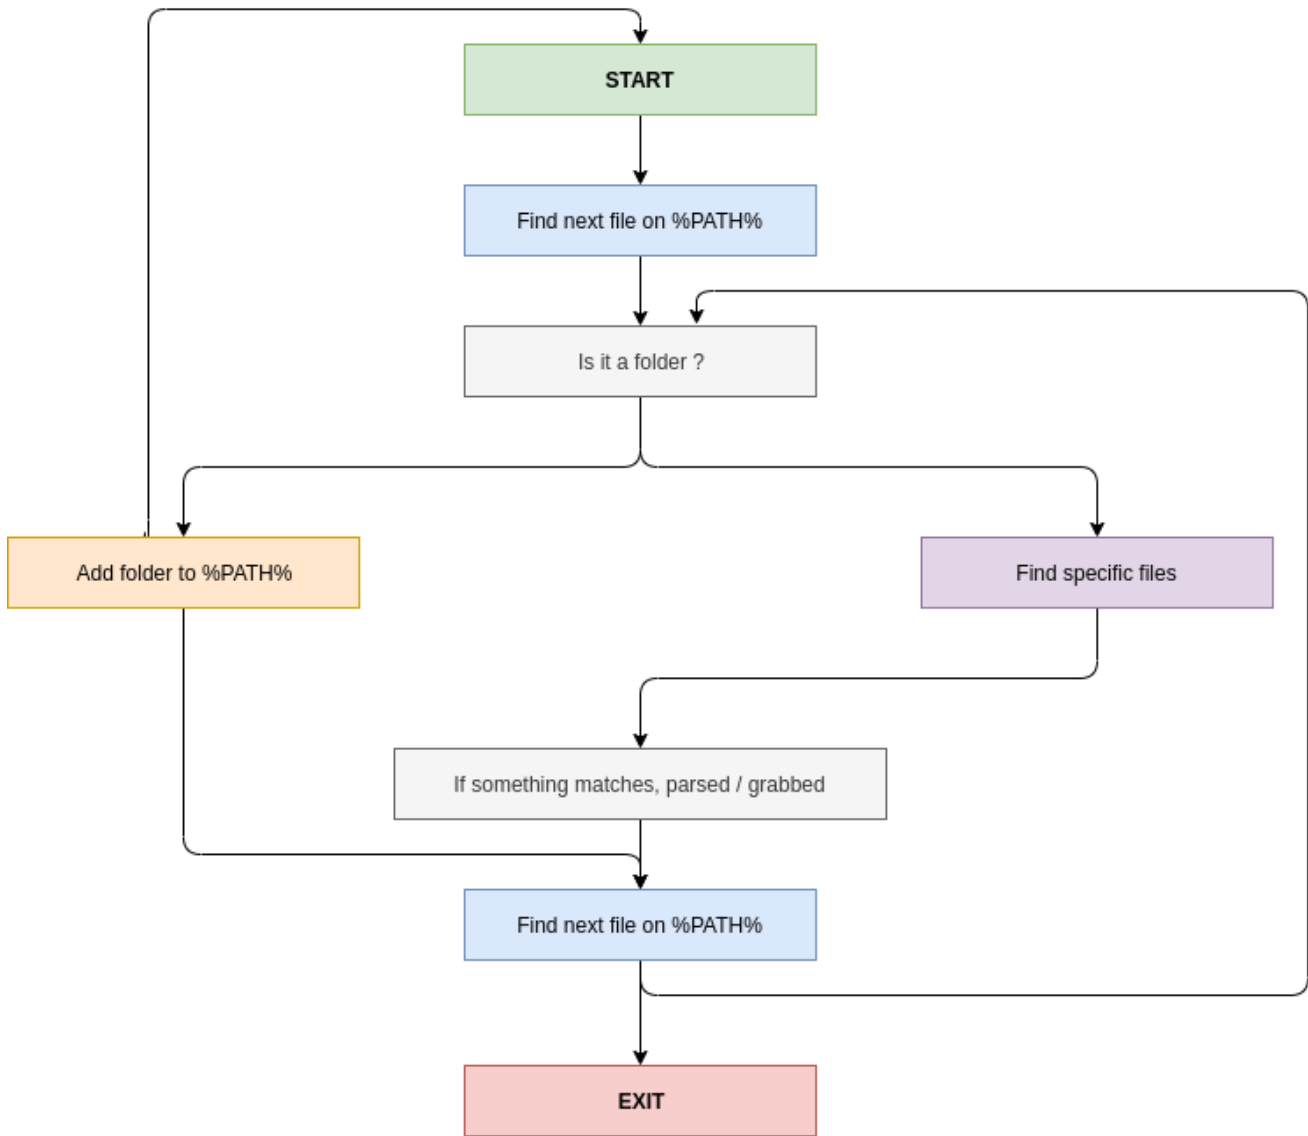 START
Find next file on %PATH%
Is it a folder ?
Add folder to %PATH%
Find specific files
If something matches, parsed / grabbed
Find next file on %PATH%
EXIT